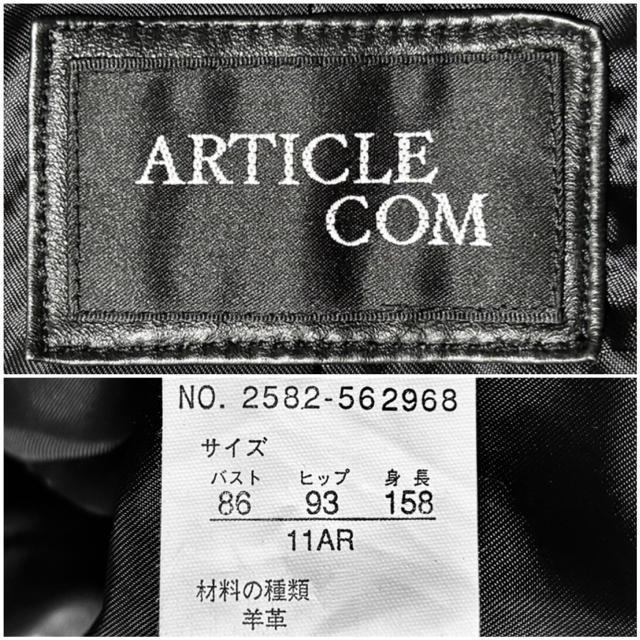 ARTICLE
COM
NO. 2582-562968
サイズ
バスト ヒップ 身長
86 93 158
11AR
材料の種類
羊革